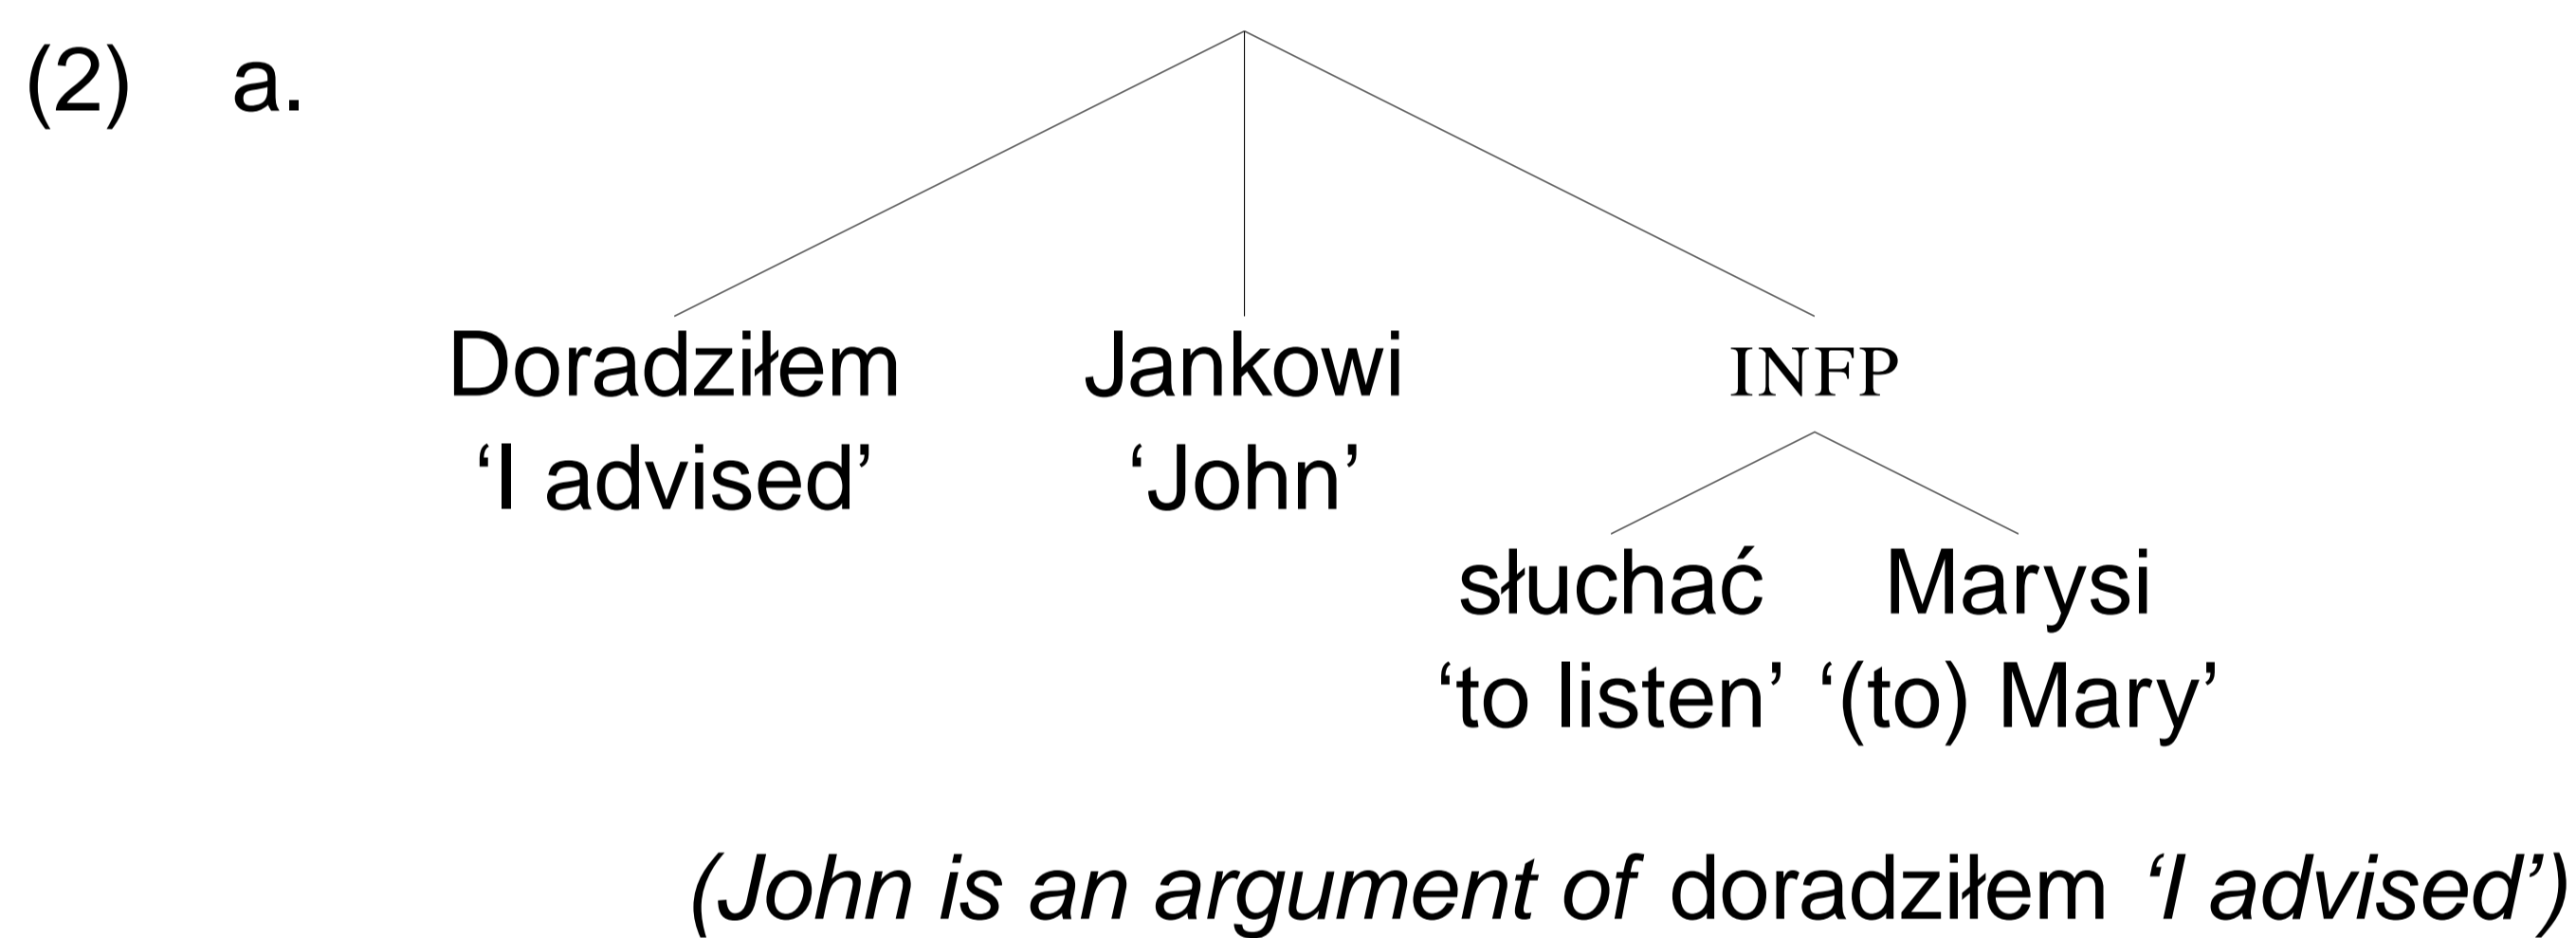 (2) a.
Doradziłem Jankowi INFP
‘I advised’ ‘John’
słuchać Marysi
‘to listen’ ‘(to) Mary’
(John is an argument of doradziłem ‘I advised’)